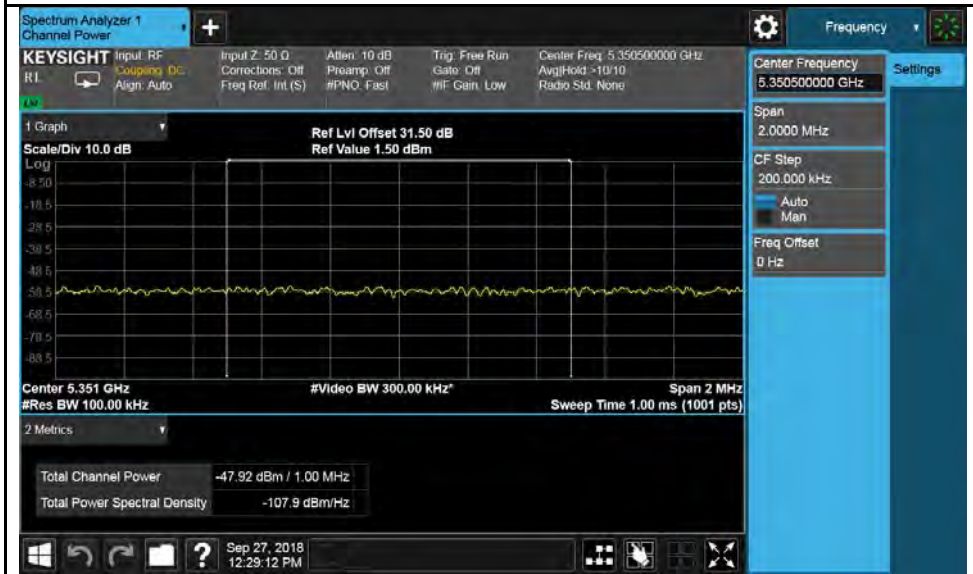 Spectrum Analyzer 1
Channel Power
+
Frequency
KEYSIGHT Input: RF
RL Coupling: DC
Align: Auto
LXI
Input Z: 50 Ω
Corrections: Off
Freq Ref: Int (S)
Atten: 10 dB
Preamp: Off
#PNO: Fast
Trig: Free Run
Gate: Off
#IF Gain: Low
Center Freq: 5.350500000 GHz
Avg|Hold: >10/10
Radio Std: None
Center Frequency
5.350500000 GHz
Settings
Span
2.0000 MHz
CF Step
200.000 kHz
Auto
Man
Freq Offset
0 Hz
1 Graph
Ref Lvl Offset 31.50 dB
Scale/Div 10.0 dB
Ref Value 1.50 dBm
Log
-8.50
-18.5
-28.5
-38.5
-48.5
-58.5
-68.5
-78.5
-88.5
Center 5.351 GHz
#Video BW 300.00 kHz*
Span 2 MHz
#Res BW 100.00 kHz
Sweep Time 1.00 ms (1001 pts)
2 Metrics
Total Channel Power -47.92 dBm / 1.00 MHz
Total Power Spectral Density -107.9 dBm/Hz
?
Sep 27, 2018
12:29:12 PM